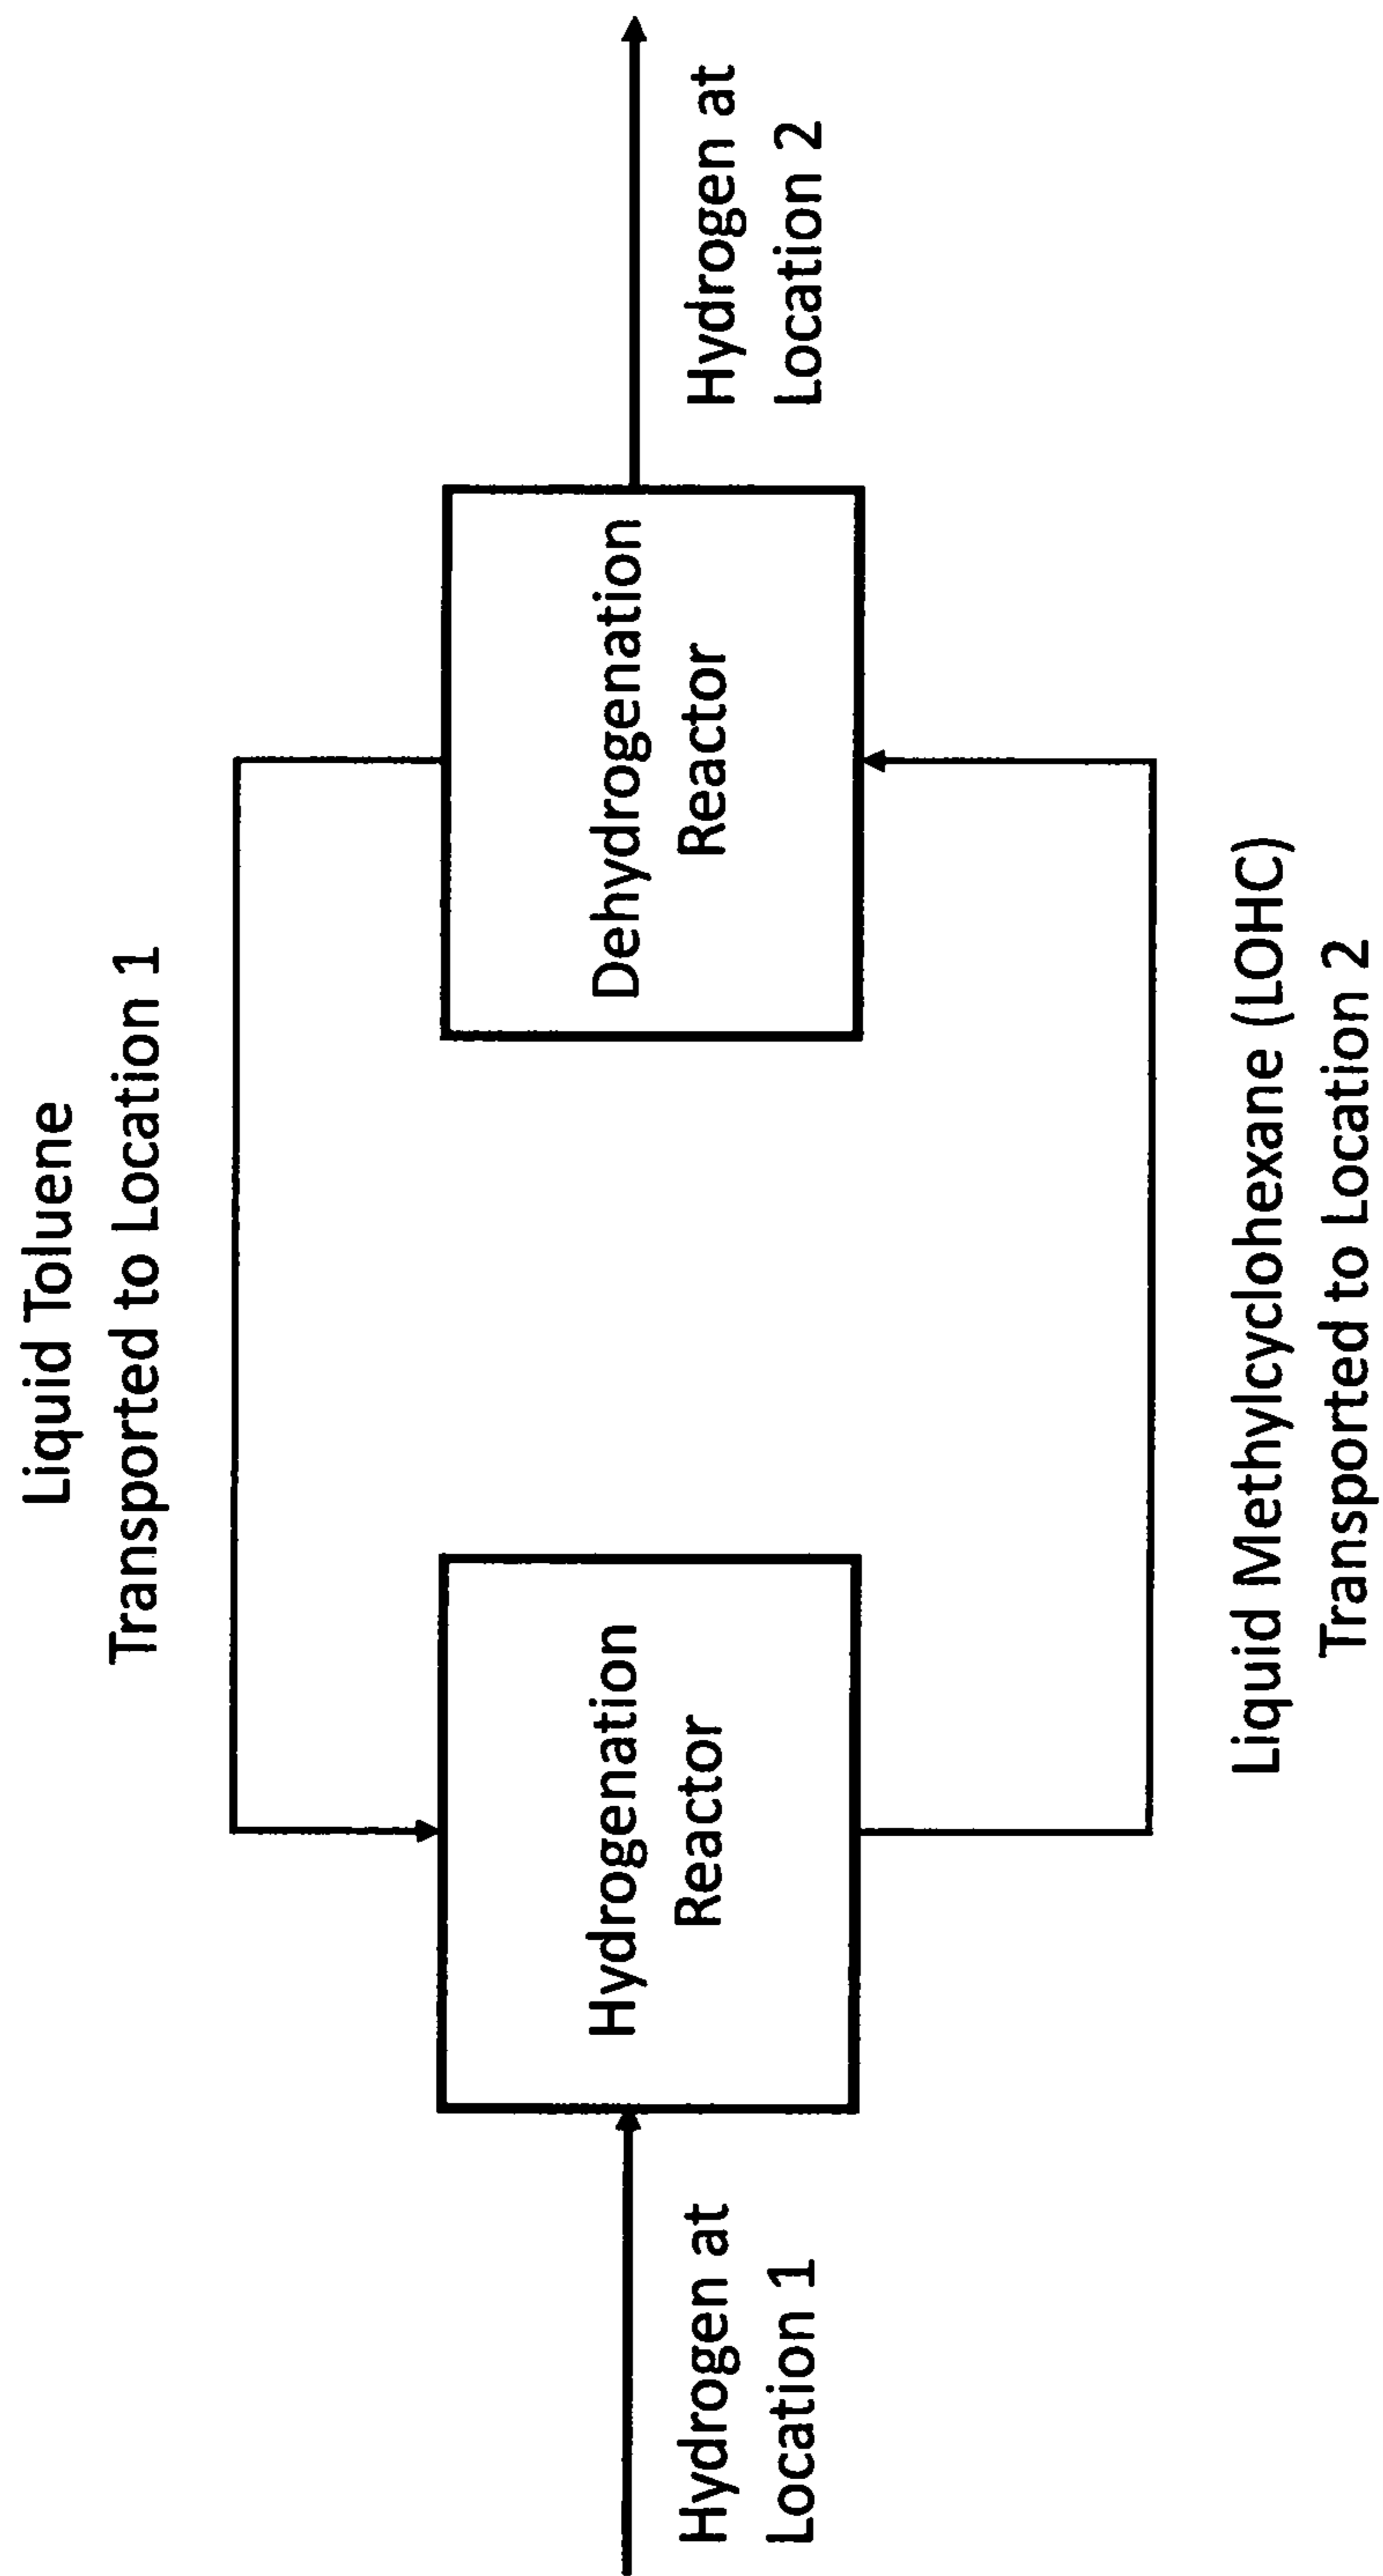 Liquid Toluene
Transported to Location 1
Hydrogen at
Location 1
Hydrogenation
Reactor
Dehydrogenation
Reactor
Hydrogen at
Location 2
Liquid Methylcyclohexane (LOHC)
Transported to Location 2